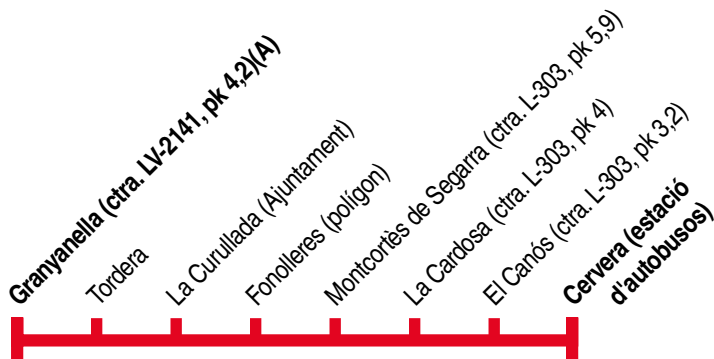 Granyanella (ctra. LV-2141, pk 4,2)(A)
Tordera
La Curullada (Ajuntament)
Fonolleres (polígon)
Montcortès de Segarra (ctra. L-303, pk 5,9)
La Cardosa (ctra. L-303, pk 4)
El Canós (ctra. L-303, pk 3,2)
Cervera (estació
d'autobusos)